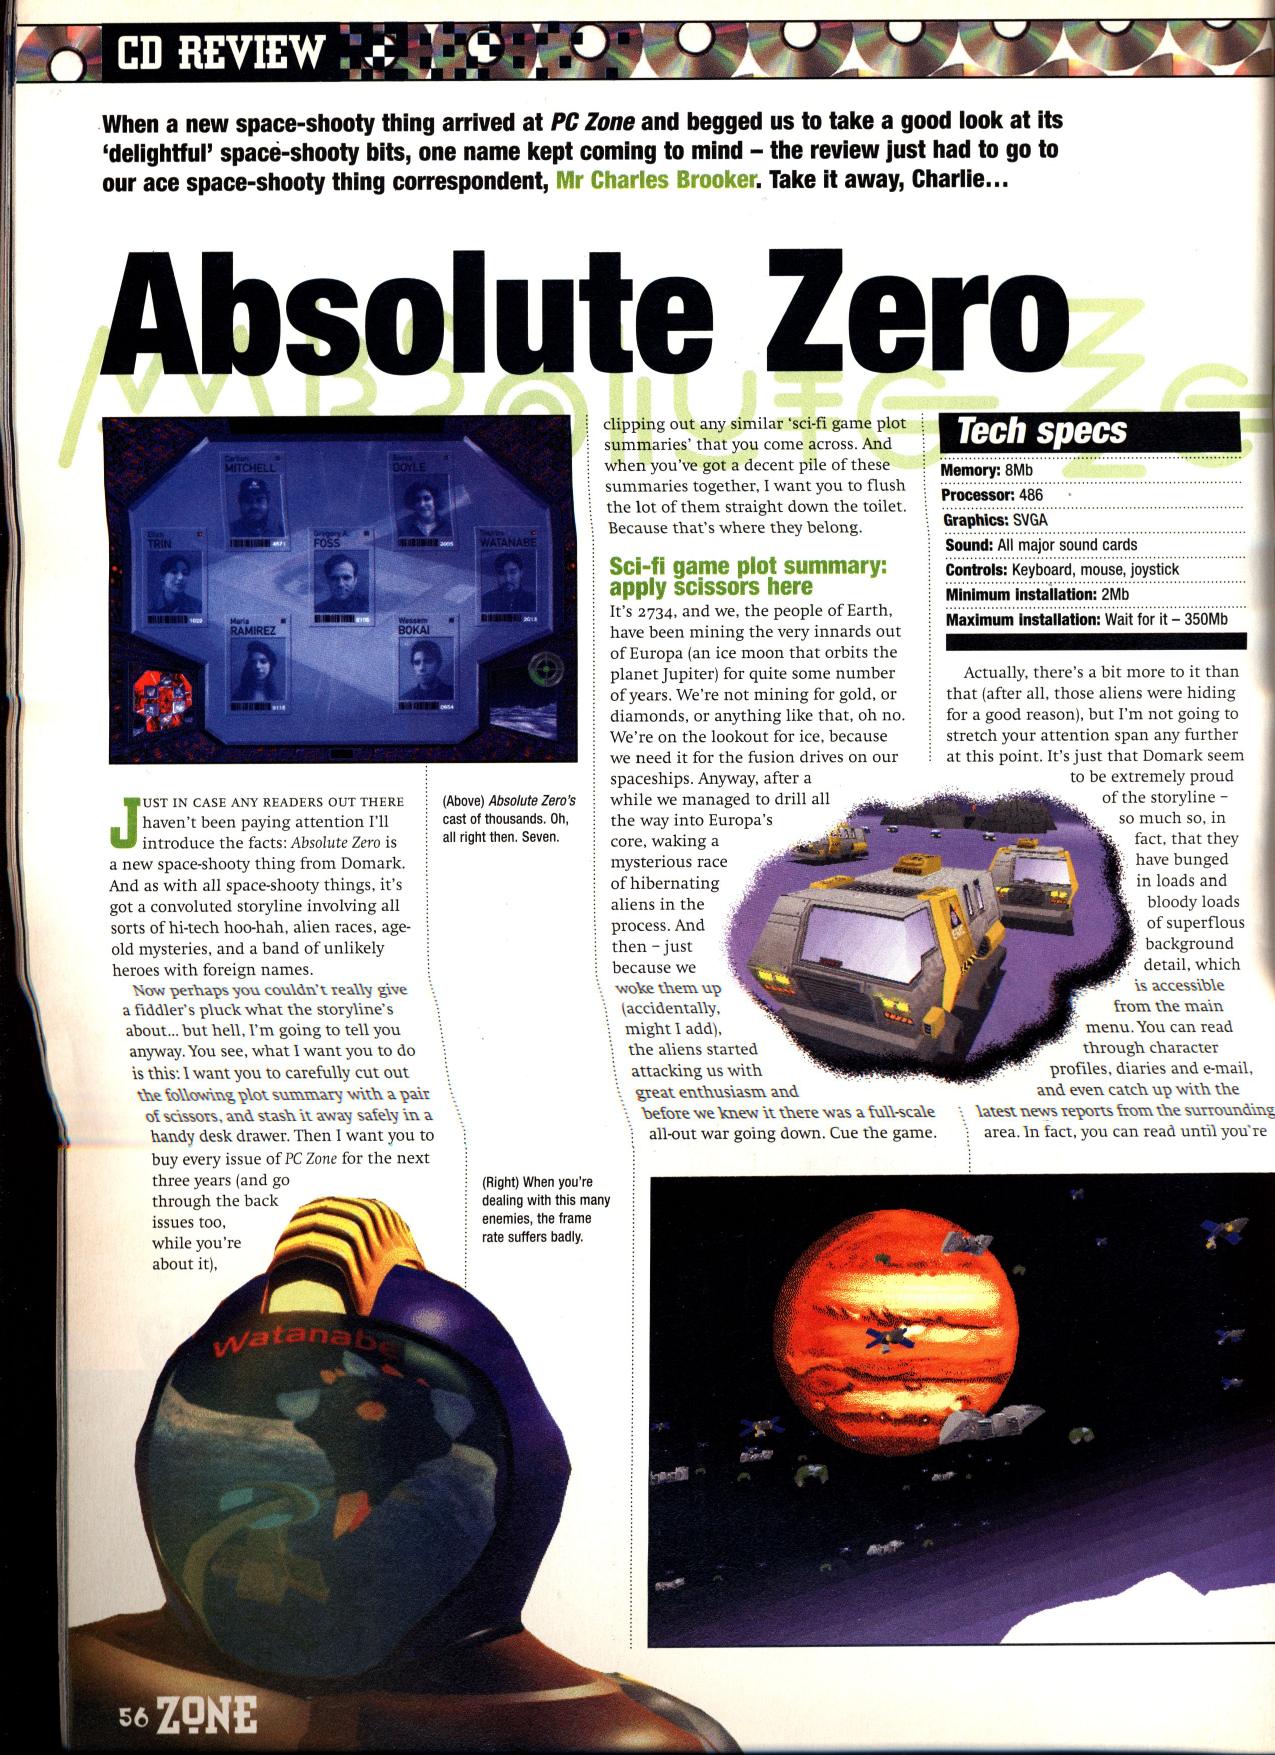 CD REVIEW
When a new space-shooty thing arrived at PC Zone and begged us to take a good look at its
‘delightful’ space-shooty bits, one name kept coming to mind – the review just had to go to
our ace space-shooty thing correspondent, Mr Charles Brooker. Take it away, Charlie...
Absolute Zero
Carlton
MITCHELL
4671
DOYLE
2005
TRIN
1029
Gregory A.
FOSS
WATANABE
2013
Maria
RAMIREZ
9116
Wassem
BOKAI
0654
JUST IN CASE ANY READERS OUT THERE
haven't been paying attention I'll
introduce the facts: Absolute Zero is
a new space-shooty thing from Domark.
And as with all space-shooty things, it's
got a convoluted storyline involving all
sorts of hi-tech hoo-hah, alien races, age-
old mysteries, and a band of unlikely
heroes with foreign names.
Now perhaps you couldn't really give
a fiddler's pluck what the storyline's
about... but hell, I'm going to tell you
anyway. You see, what I want you to do
is this: I want you to carefully cut out
the following plot summary with a pair
of scissors, and stash it away safely in a
handy desk drawer. Then I want you to
buy every issue of PC Zone for the next
three years (and go
through the back
issues too,
while you're
about it),
(Above) Absolute Zero's
cast of thousands. Oh,
all right then. Seven.
(Right) When you're
dealing with this many
enemies, the frame
rate suffers badly.
clipping out any similar ‘sci-fi game plot
summaries’ that you come across. And
when you've got a decent pile of these
summaries together, I want you to flush
the lot of them straight down the toilet.
Because that's where they belong.
Sci-fi game plot summary:
apply scissors here
It's 2734, and we, the people of Earth,
have been mining the very innards out
of Europa (an ice moon that orbits the
planet Jupiter) for quite some number
of years. We're not mining for gold, or
diamonds, or anything like that, oh no.
We're on the lookout for ice, because
we need it for the fusion drives on our
spaceships. Anyway, after a
while we managed to drill all
the way into Europa's
core, waking a
mysterious race
of hibernating
aliens in the
process. And
then – just
because we
woke them up
(accidentally,
might I add),
the aliens started
attacking us with
great enthusiasm and
before we knew it there was a full-scale
all-out war going down. Cue the game.
Tech specs
Memory: 8Mb
Processor: 486
Graphics: SVGA
Sound: All major sound cards
Controls: Keyboard, mouse, joystick
Minimum installation: 2Mb
Maximum installation: Wait for it – 350Mb
Actually, there's a bit more to it than
that (after all, those aliens were hiding
for a good reason), but I'm not going to
stretch your attention span any further
at this point. It's just that Domark seem
to be extremely proud
of the storyline –
so much so, in
fact, that they
have bunged
in loads and
bloody loads
of superflous
background
detail, which
is accessible
from the main
menu. You can read
through character
profiles, diaries and e-mail,
and even catch up with the
latest news reports from the surrounding
area. In fact, you can read until you're
Watanabe
56 ZONE